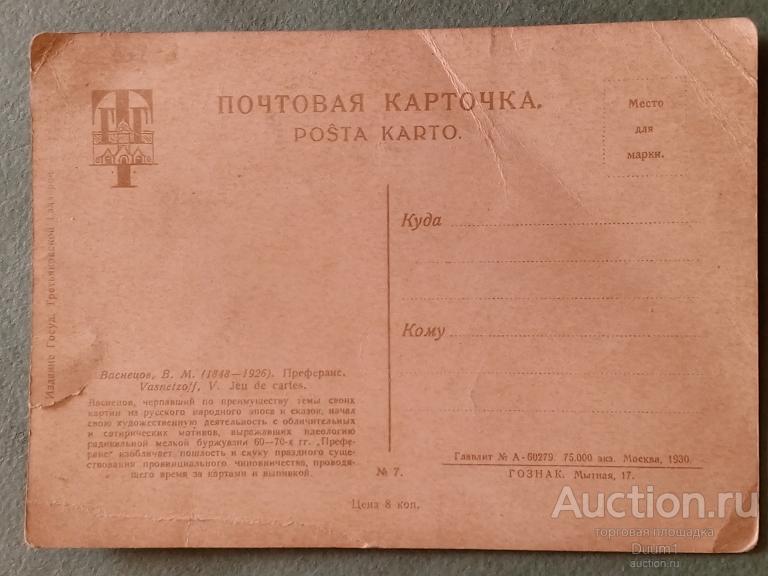 ПОЧТОВАЯ КАРТОЧКА.
POŜTA KARTO.
Место
для
марки.
Издание Госуд. Третьяковской
Куда
Кому
Васнецов, В. М. (1848—1926). Преферанс.
Vasnetzoff, V. Jeu de cartes.
Васнецов, черпавший по преимуществу темы своих
картин из русского народного эпоса и сказок, начал
свою художественную деятельность с обличительных
и сатирических мотивов, выражавших идеологию
радикальной мелкой буржуазии 60—70-х гг. „Префе-
ранс" изобличает пошлость и скуку праздного суще-
ствования провинциального чиновничества, проводя-
щего время за картами и выпивкой.
№ 7.
Цена 8 коп.
Главлит № А-60279. 75.000 экз. Москва, 1930.
ГОЗНАК. Мытная, 17.
Auction.ru
торговая площадка
Duum1
auction.ru